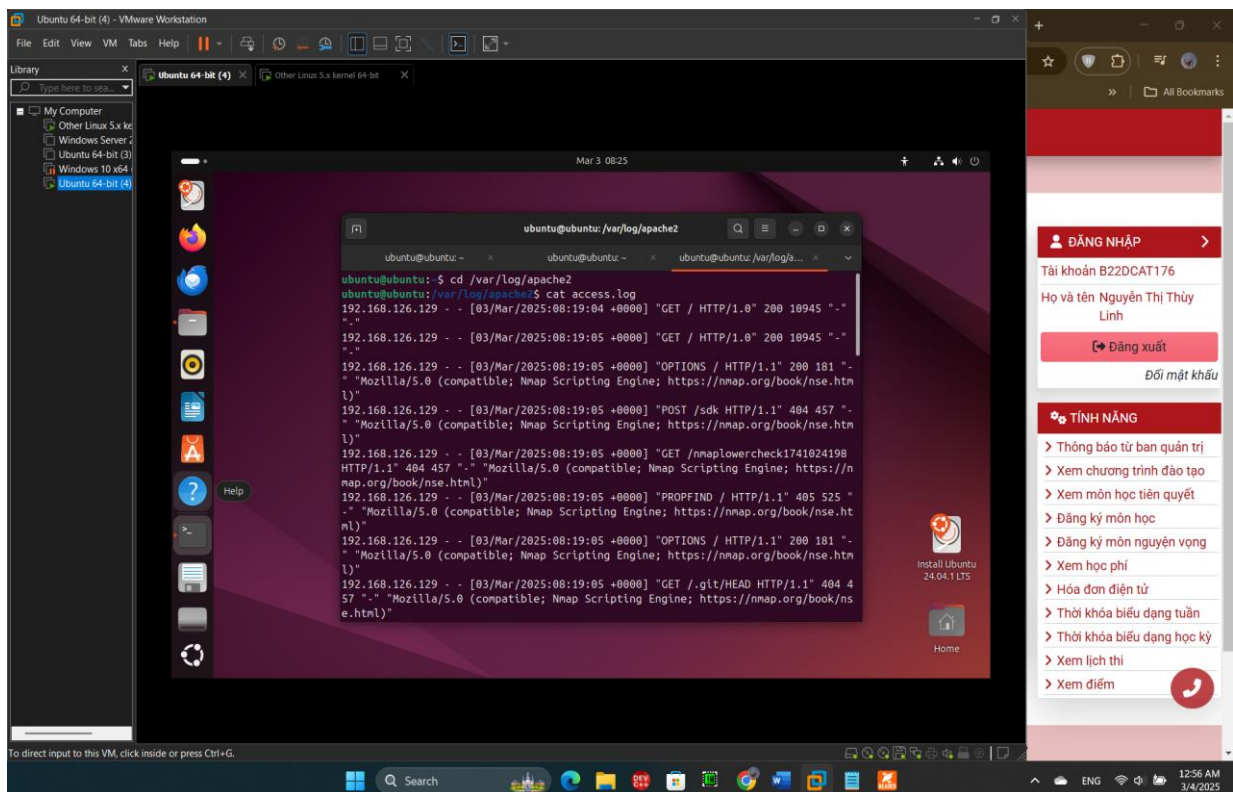 Ubuntu 64-bit (4) - VMware Workstation
File Edit View VM Tabs Help
Library X
Type here to sea...
My Computer
Other Linux 5.x ke
Windows Server 2
Ubuntu 64-bit (3)
Windows 10 x64
Ubuntu 64-bit (4)
Ubuntu 64-bit (4) X Other Linux 5.x kernel 64-bit X
Mar 3 08:25
ubuntu@ubuntu: /var/log/apache2
ubuntu@ubuntu: ~ × ubuntu@ubuntu: ~ × ubuntu@ubuntu: /var/log/a... ×
ubuntu@ubuntu:~$ cd /var/log/apache2
ubuntu@ubuntu:/var/log/apache2$ cat access.log
192.168.126.129 - - [03/Mar/2025:08:19:04 +0000] "GET / HTTP/1.0" 200 10945 "-"
"-"
192.168.126.129 - - [03/Mar/2025:08:19:05 +0000] "GET / HTTP/1.0" 200 10945 "-"
"-"
192.168.126.129 - - [03/Mar/2025:08:19:05 +0000] "OPTIONS / HTTP/1.1" 200 181 "-
" "Mozilla/5.0 (compatible; Nmap Scripting Engine; https://nmap.org/book/nse.htm
l)"
192.168.126.129 - - [03/Mar/2025:08:19:05 +0000] "POST /sdk HTTP/1.1" 404 457 "-
" "Mozilla/5.0 (compatible; Nmap Scripting Engine; https://nmap.org/book/nse.htm
l)"
192.168.126.129 - - [03/Mar/2025:08:19:05 +0000] "GET /nmaplowercheck1741024198
HTTP/1.1" 404 457 "-" "Mozilla/5.0 (compatible; Nmap Scripting Engine; https://n
map.org/book/nse.html)"
192.168.126.129 - - [03/Mar/2025:08:19:05 +0000] "PROPFIND / HTTP/1.1" 405 525 "
-" "Mozilla/5.0 (compatible; Nmap Scripting Engine; https://nmap.org/book/nse.ht
ml)"
192.168.126.129 - - [03/Mar/2025:08:19:05 +0000] "OPTIONS / HTTP/1.1" 200 181 "-
" "Mozilla/5.0 (compatible; Nmap Scripting Engine; https://nmap.org/book/nse.htm
l)"
192.168.126.129 - - [03/Mar/2025:08:19:05 +0000] "GET /.git/HEAD HTTP/1.1" 404 4
57 "-" "Mozilla/5.0 (compatible; Nmap Scripting Engine; https://nmap.org/book/ns
e.html)"
Help
Install Ubuntu
24.04.1 LTS
Home
To direct input to this VM, click inside or press Ctrl+G.
All Bookmarks
ĐĂNG NHẬP
Tài khoản B22DCAT176
Họ và tên Nguyễn Thị Thùy
Linh
Đăng xuất
Đổi mật khẩu
TÍNH NĂNG
Thông báo từ ban quản trị
Xem chương trình đào tạo
Xem môn học tiên quyết
Đăng ký môn học
Đăng ký môn nguyện vọng
Xem học phí
Hóa đơn điện tử
Thời khóa biểu dạng tuần
Thời khóa biểu dạng học kỳ
Xem lịch thi
Xem điểm
Search
DEV
C++
READER
ENG
12:56 AM
3/4/2025